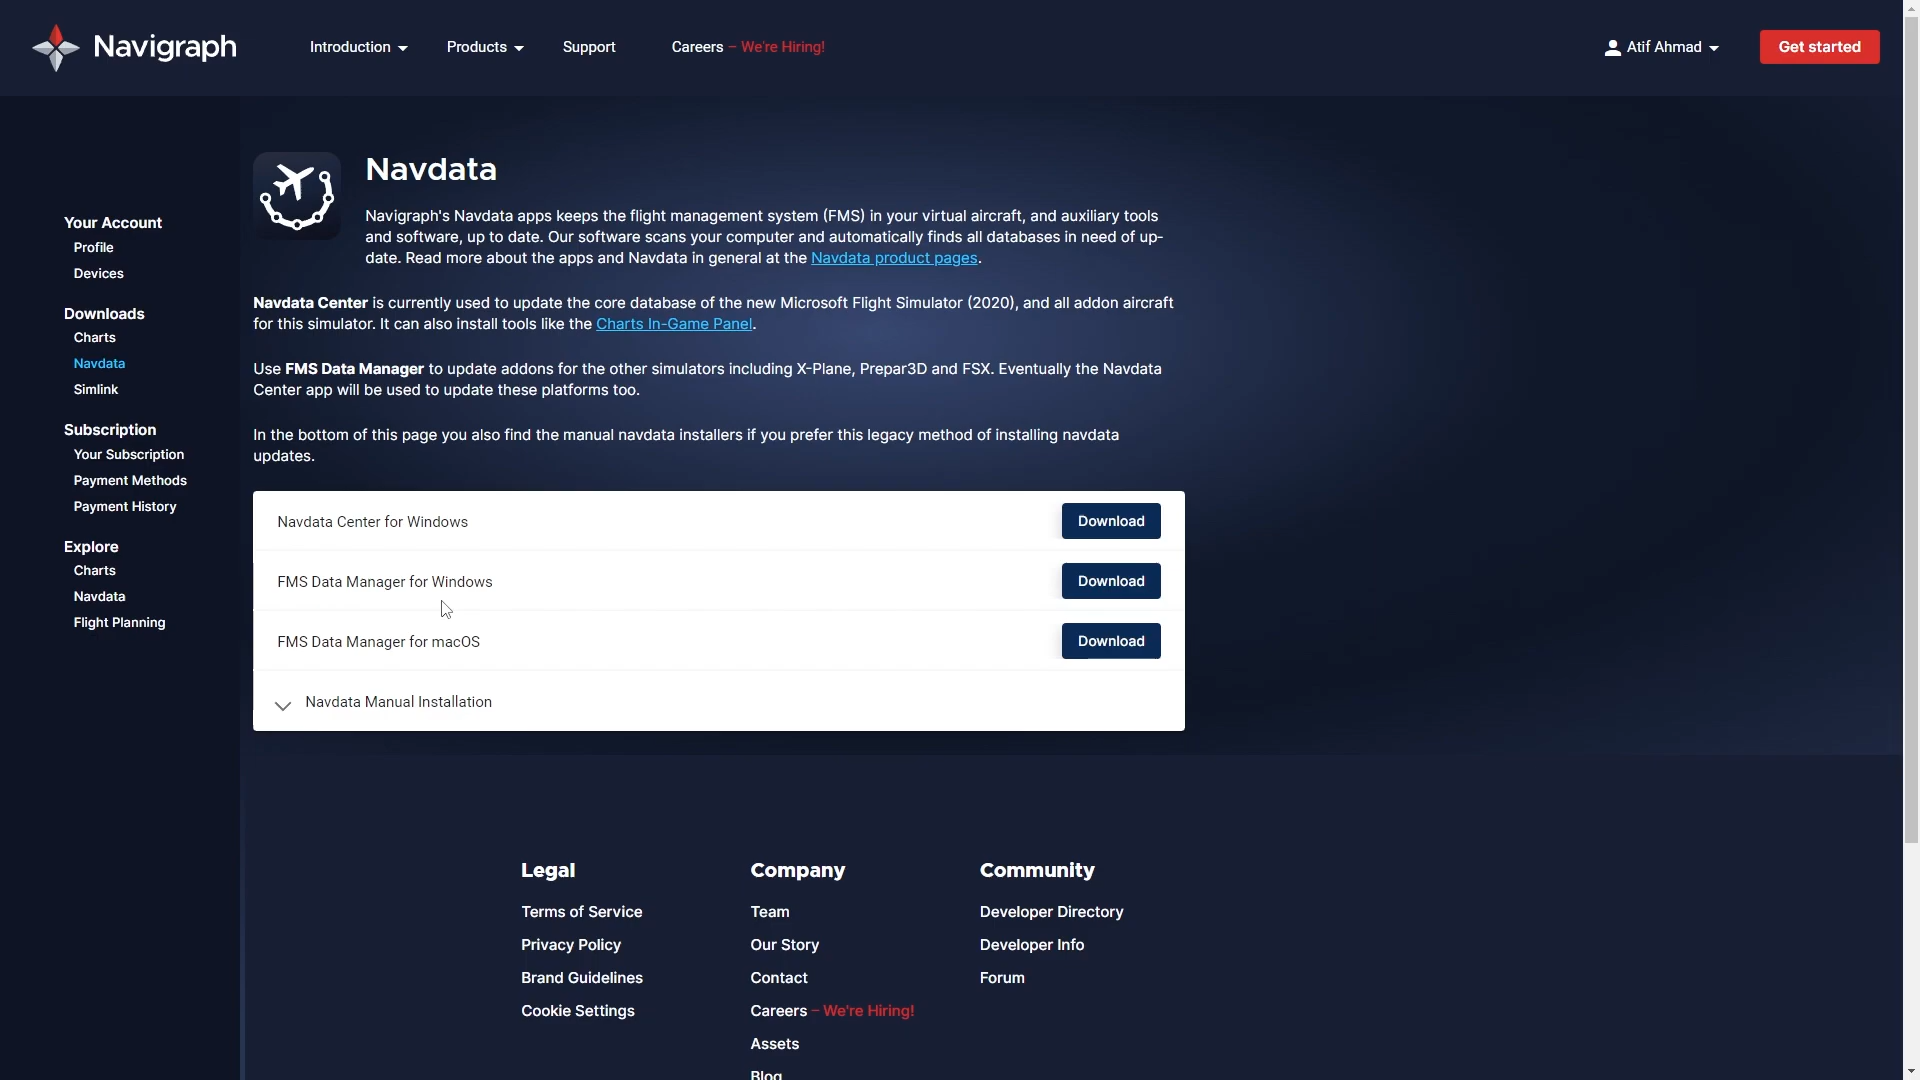 Navigraph
Introduction
Products
Support
Careers – We're Hiring!
Atif Ahmad
Get started
Your Account
Profile
Devices
Downloads
Charts
Navdata
Simlink
Subscription
Your Subscription
Payment Methods
Payment History
Explore
Charts
Navdata
Flight Planning
Navdata
Navigraph's Navdata apps keeps the flight management system (FMS) in your virtual aircraft, and auxiliary tools
and software, up to date. Our software scans your computer and automatically finds all databases in need of up-
date. Read more about the apps and Navdata in general at the Navdata product pages.
Navdata Center is currently used to update the core database of the new Microsoft Flight Simulator (2020), and all addon aircraft
for this simulator. It can also install tools like the Charts In-Game Panel.
Use FMS Data Manager to update addons for the other simulators including X-Plane, Prepar3D and FSX. Eventually the Navdata
Center app will be used to update these platforms too.
In the bottom of this page you also find the manual navdata installers if you prefer this legacy method of installing navdata
updates.
Navdata Center for Windows
Download
FMS Data Manager for Windows
Download
FMS Data Manager for macOS
Download
Navdata Manual Installation
Legal
Terms of Service
Privacy Policy
Brand Guidelines
Cookie Settings
Company
Team
Our Story
Contact
Careers – We're Hiring!
Assets
Blog
Community
Developer Directory
Developer Info
Forum